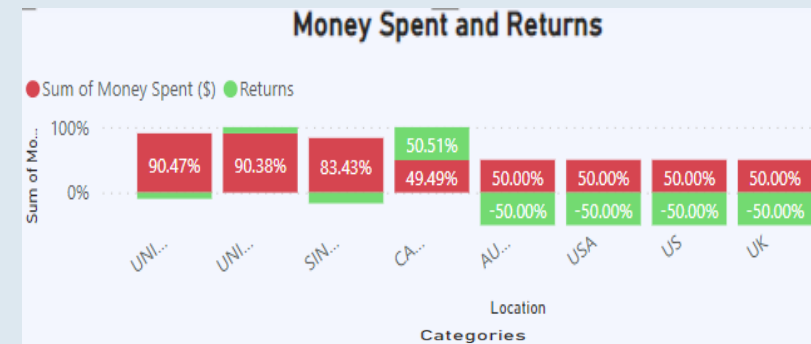 Money Spent and Returns
Sum of Money Spent ($) Returns
Sum of Mo...
100%
0%
90.47% 90.38% 83.43% 50.51% 49.49% 50.00% 50.00% 50.00% 50.00%
-50.00% -50.00% -50.00% -50.00%
UNI... UNI... SIN... CA... AU... USA US UK
Location
Categories